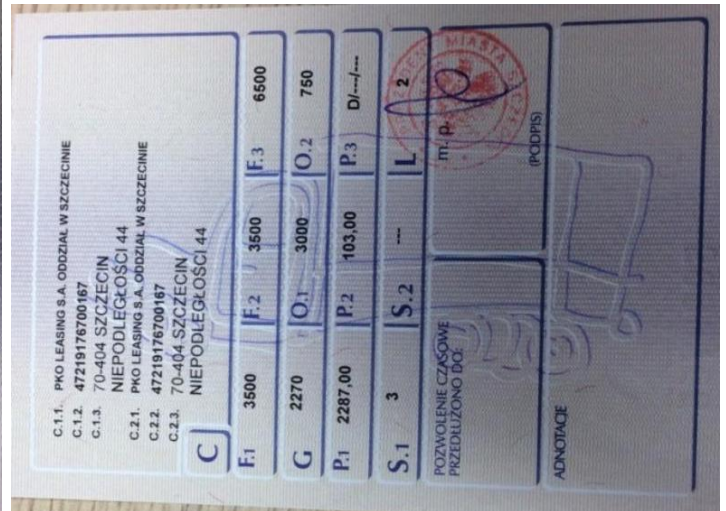 C.1.1. PKO LEASING S.A. ODDZIAŁ W SZCZECINIE
C.1.2. 47219176700167
C.1.3. 70-404 SZCZECIN
NIEPODLEGŁOŚCI 44
C.2.1. PKO LEASING S.A. ODDZIAŁ W SZCZECINIE
C.2.2. 47219176700167
C.2.3. 70-404 SZCZECIN
NIEPODLEGŁOŚCI 44
C
F.1 3500 F.2 3500 F.3 6500
G 2270 O.1 3000 O.2 750
P.1 2287,00 P.2 103,00 P.3 D/---/---
S.1 3 S.2 --- L 2
POZWOLENIE CZASOWE
PRZEDŁUŻONO DO:
m. p.
(PODPIS)
ADNOTACJE
MIASTA